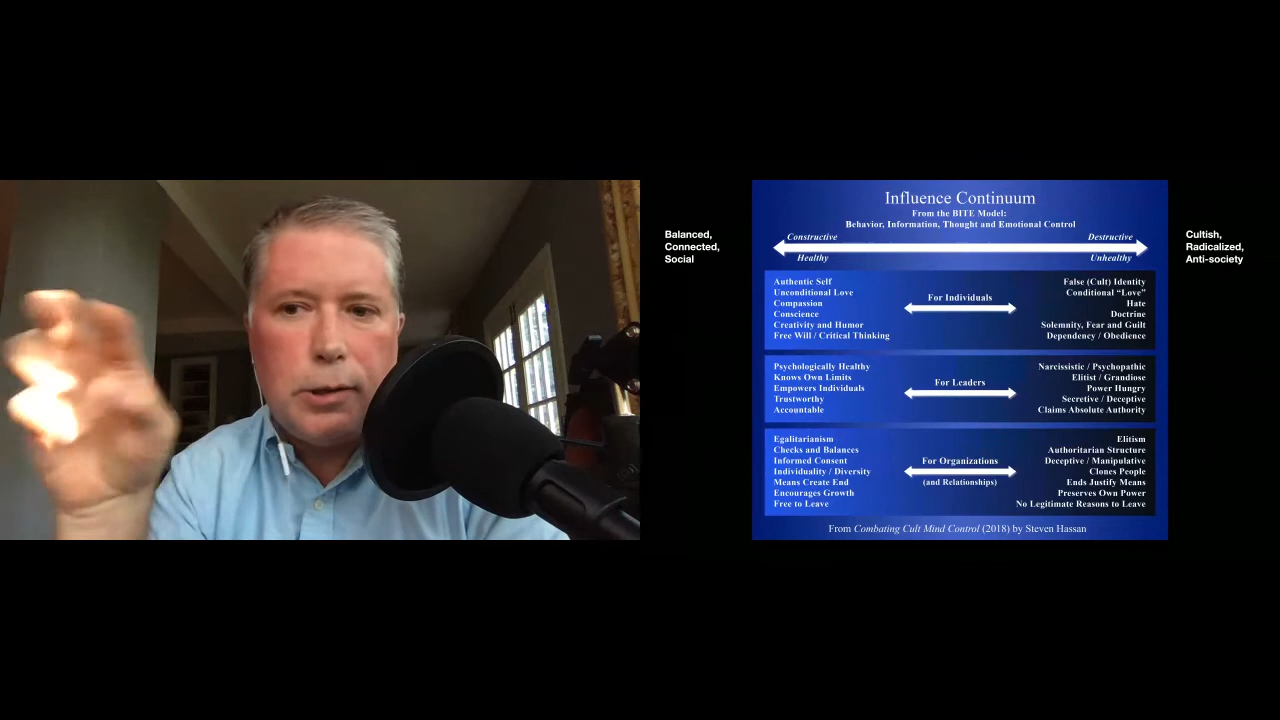 Balanced,
Connected,
Social
Influence Continuum
From the BITE Model:
Behavior, Information, Thought and Emotional Control
Constructive
Destructive
Healthy
Unhealthy
Cultish,
Radicalized,
Anti-society
Authentic Self
Unconditional Love
Compassion
Conscience
Creativity and Humor
Free Will / Critical Thinking
For Individuals
False (Cult) Identity
Conditional “Love”
Hate
Doctrine
Solemnity, Fear and Guilt
Dependency / Obedience
Psychologically Healthy
Knows Own Limits
Empowers Individuals
Trustworthy
Accountable
For Leaders
Narcissistic / Psychopathic
Elitist / Grandiose
Power Hungry
Secretive / Deceptive
Claims Absolute Authority
Egalitarianism
Checks and Balances
Informed Consent
Individuality / Diversity
Means Create End
Encourages Growth
Free to Leave
For Organizations
(and Relationships)
Elitism
Authoritarian Structure
Deceptive / Manipulative
Clones People
Ends Justify Means
Preserves Own Power
No Legitimate Reasons to Leave
From Combating Cult Mind Control (2018) by Steven Hassan